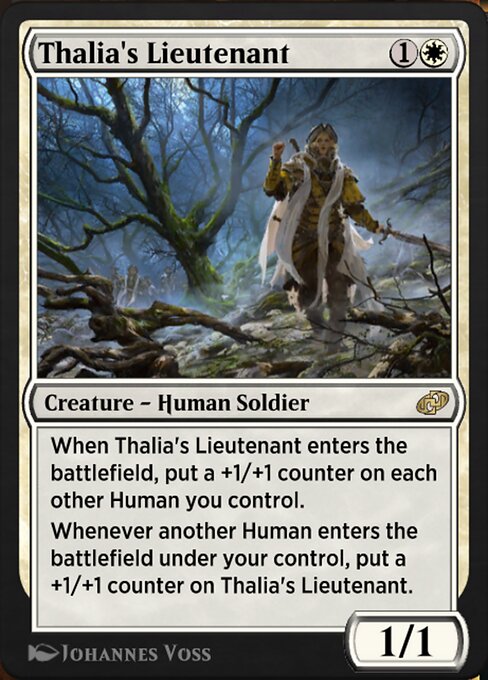 Thalia's Lieutenant 1
Creature – Human Soldier
When Thalia's Lieutenant enters the
battlefield, put a +1/+1 counter on each
other Human you control.
Whenever another Human enters the
battlefield under your control, put a
+1/+1 counter on Thalia's Lieutenant.
1/1
Johannes Voss